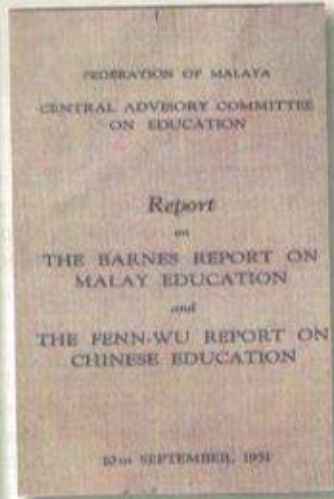 FEDERATION OF MALAYA
CENTRAL ADVISORY COMMITTEE
ON EDUCATION
Report
on
THE BARNES REPORT ON
MALAY EDUCATION
and
THE FENN-WU REPORT ON
CHINESE EDUCATION
10TH SEPTEMBER, 1951